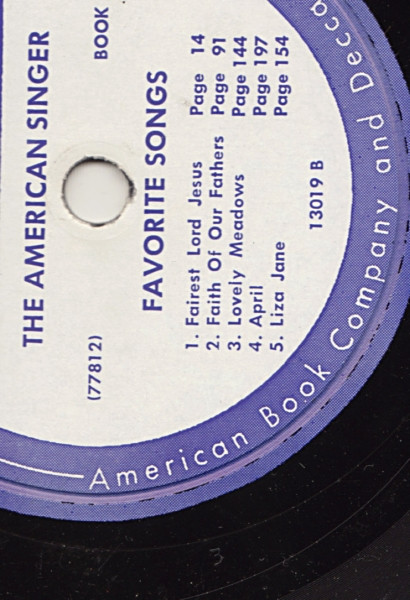 THE AMERICAN SINGER
(77812) BOOK
FAVORITE SONGS
1. Fairest Lord Jesus Page 14
2. Faith Of Our Fathers Page 91
3. Lovely Meadows Page 144
4. April Page 197
5. Liza Jane Page 154
13019 B
American Book Company and Decca
3